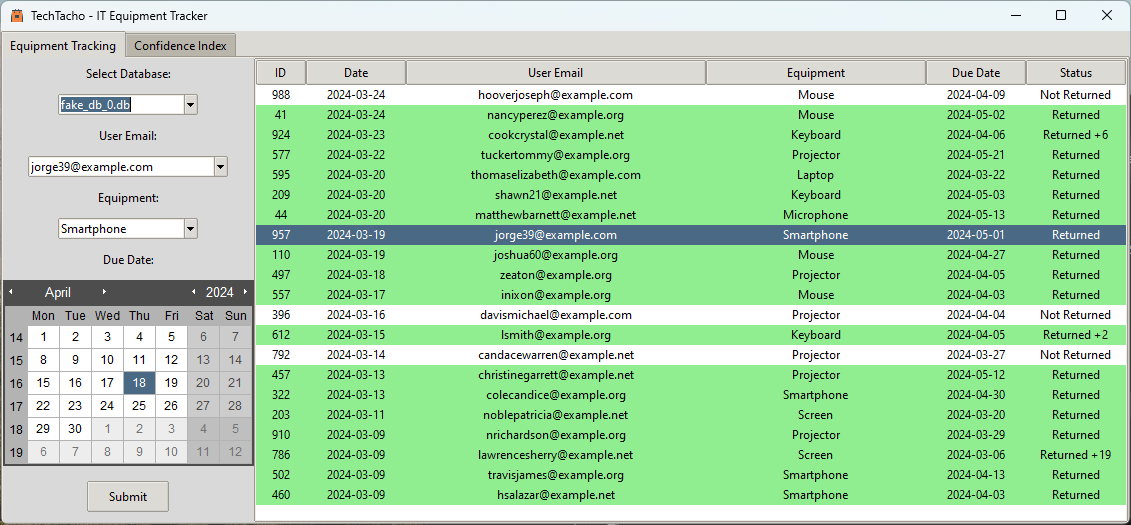 TechTacho - IT Equipment Tracker
Equipment Tracking Confidence Index
Select Database:
fake_db_0.db
User Email:
jorge39@example.com
Equipment:
Smartphone
Due Date:
April 2024
Mon Tue Wed Thu Fri Sat Sun
14 1 2 3 4 5 6 7
15 8 9 10 11 12 13 14
16 15 16 17 18 19 20 21
17 22 23 24 25 26 27 28
18 29 30 1 2 3 4 5
19 6 7 8 9 10 11 12
Submit
ID Date User Email Equipment Due Date Status
988 2024-03-24 hooverjoseph@example.com Mouse 2024-04-09 Not Returned
41 2024-03-24 nancyperez@example.org Mouse 2024-05-02 Returned
924 2024-03-23 cookcrystal@example.net Keyboard 2024-04-06 Returned +6
577 2024-03-22 tuckertommy@example.org Projector 2024-05-21 Returned
595 2024-03-20 thomaselizabeth@example.com Laptop 2024-03-22 Returned
209 2024-03-20 shawn21@example.net Keyboard 2024-05-03 Returned
44 2024-03-20 matthewbarnett@example.net Microphone 2024-05-13 Returned
957 2024-03-19 jorge39@example.com Smartphone 2024-05-01 Returned
110 2024-03-19 joshua60@example.com Mouse 2024-04-27 Returned
497 2024-03-18 zeaton@example.org Projector 2024-04-05 Returned
557 2024-03-17 inixon@example.org Mouse 2024-04-03 Returned
396 2024-03-16 davismichael@example.com Projector 2024-04-04 Not Returned
612 2024-03-15 lsmith@example.org Keyboard 2024-04-05 Returned +2
792 2024-03-14 candacewarren@example.net Projector 2024-03-27 Not Returned
457 2024-03-13 christinegarrett@example.net Projector 2024-05-12 Returned
322 2024-03-13 colecandice@example.com Smartphone 2024-04-30 Returned
203 2024-03-11 noblepatricia@example.net Screen 2024-03-20 Returned
910 2024-03-09 nrichardson@example.org Projector 2024-03-29 Returned
786 2024-03-09 lawrencesherry@example.net Screen 2024-03-06 Returned +19
502 2024-03-09 travisjames@example.org Smartphone 2024-04-13 Returned
460 2024-03-09 hsalazar@example.net Smartphone 2024-04-03 Returned